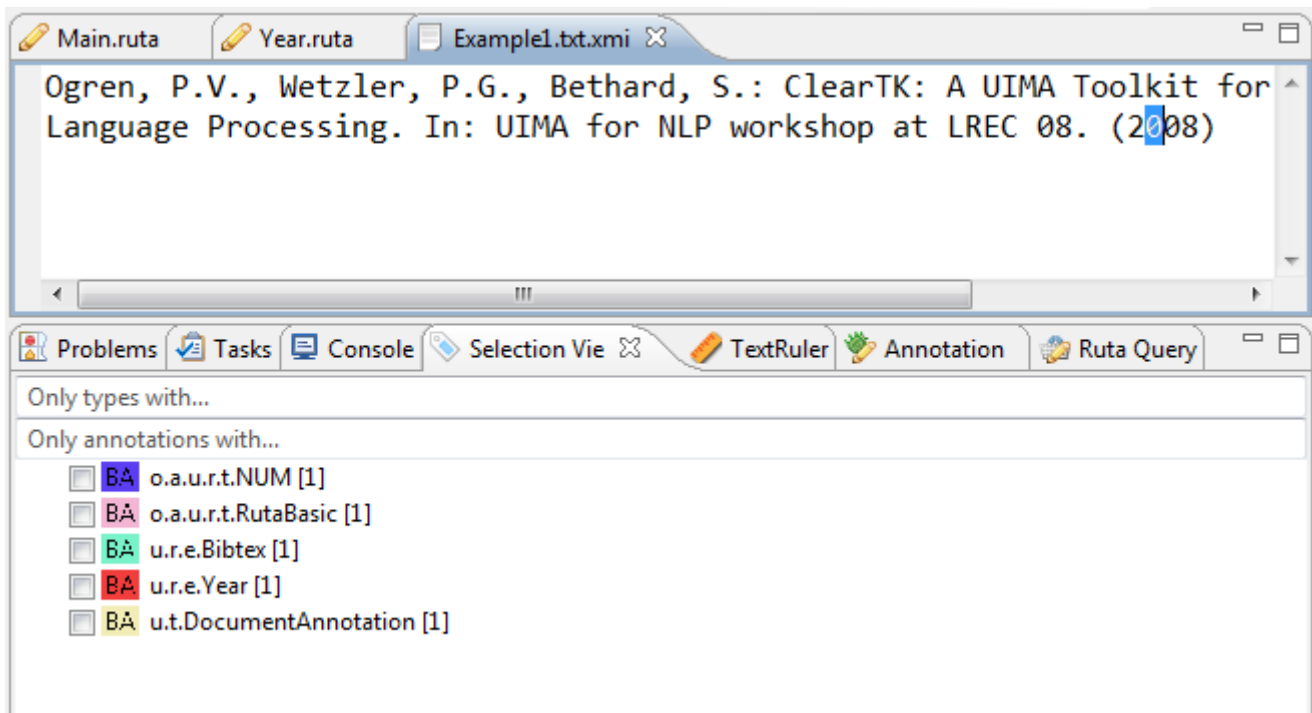 Main.ruta Year.ruta Example1.txt.xmi
Ogren, P.V., Wetzler, P.G., Bethard, S.: ClearTK: A UIMA Toolkit for
Language Processing. In: UIMA for NLP workshop at LREC 08. (2008)
Problems Tasks Console Selection Vie TextRuler Annotation Ruta Query
Only types with...
Only annotations with...
BA o.a.u.r.t.NUM [1]
BA o.a.u.r.t.RutaBasic [1]
BA u.r.e.Bibtex [1]
BA u.r.e.Year [1]
BA u.t.DocumentAnnotation [1]